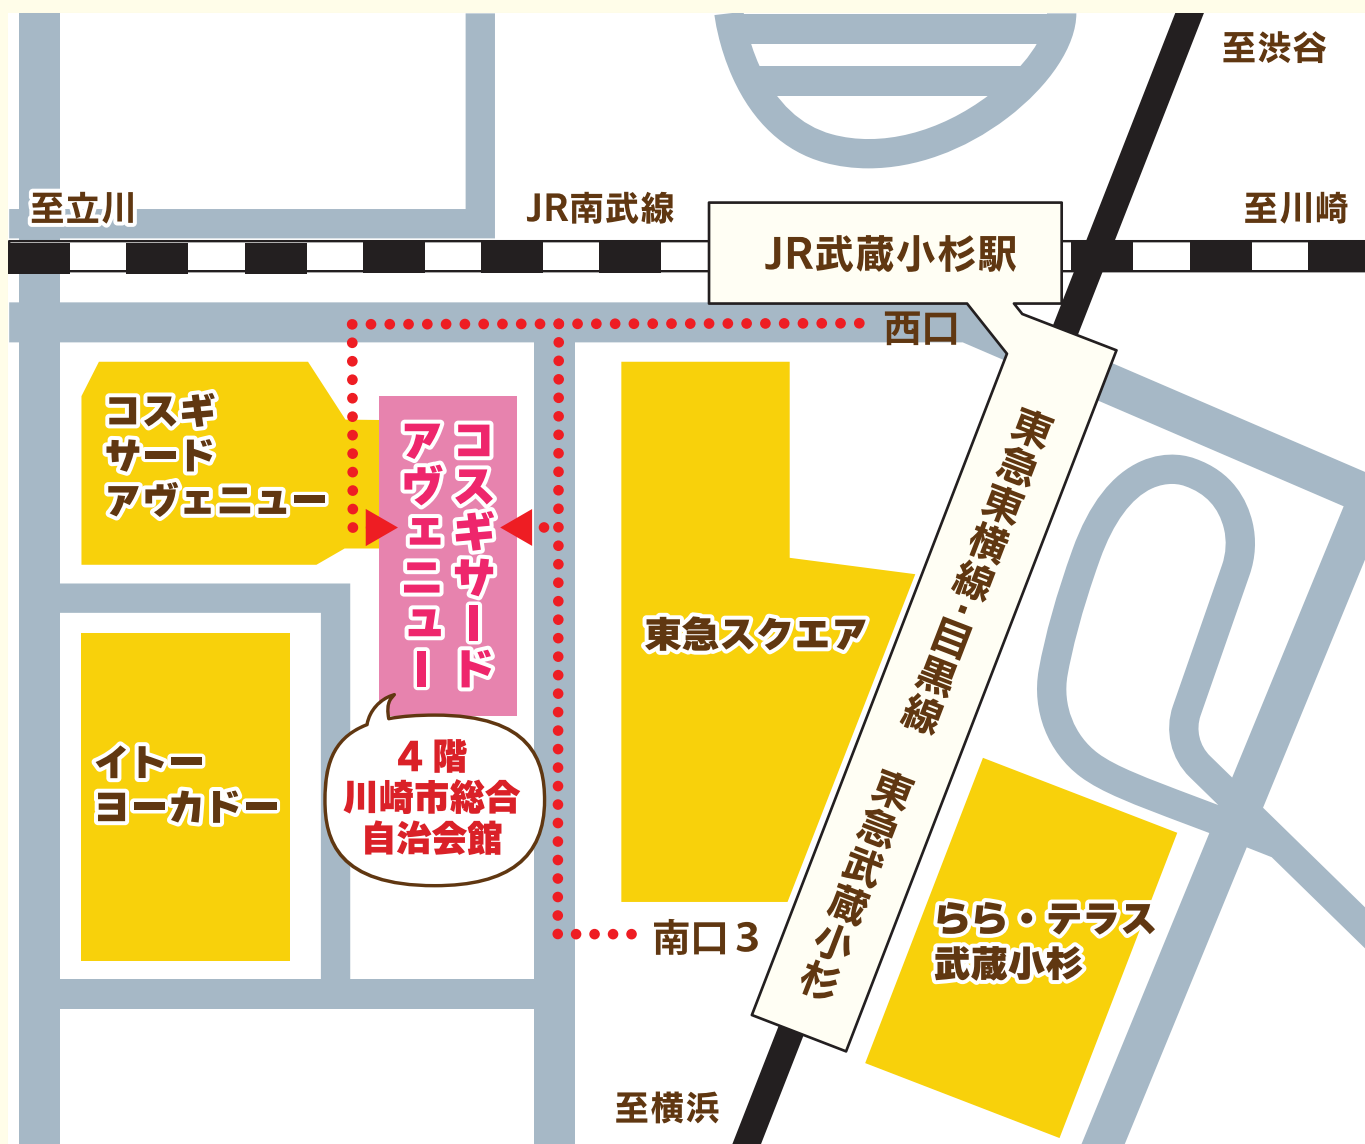 至渋谷
至立川
JR南武線
至川崎
JR武蔵小杉駅
西口
コスギ
サード
アヴェニュー
コスギサード
アヴェニュー
東急東横線・目黒線　東急武蔵小杉
東急スクエア
4階
川崎市総合
自治会館
イトー
ヨーカドー
らら・テラス
武蔵小杉
南口3
至横浜